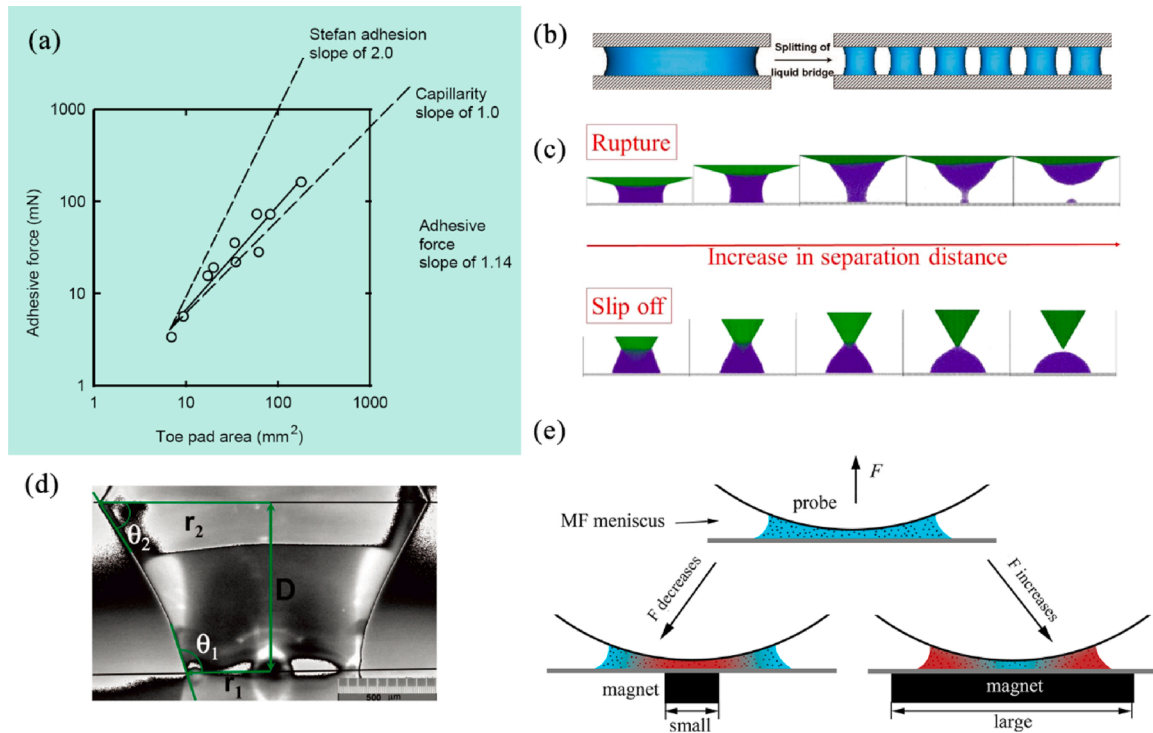 (a)
Stefan adhesion
slope of 2.0
Capillarity
slope of 1.0
Adhesive
force
slope of 1.14
Adhesive force (mN)
1000
100
10
1
1
10
100
1000
Toe pad area (mm²)
(b)
Splitting of
liquid bridge
(c)
Rupture
Increase in separation distance
Slip off
(d)
θ₂
r₂
D
θ₁
r₁
500 μm
(e)
F
probe
MF meniscus
F decreases
F increases
magnet
small
magnet
large